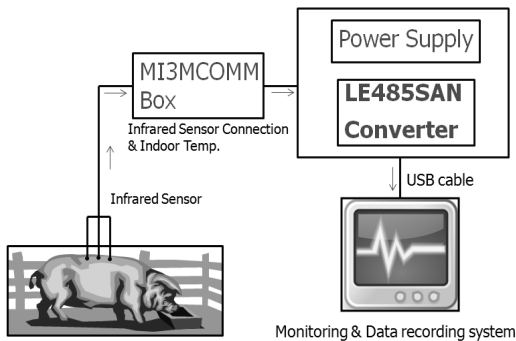 Power Supply
MI3MCOMM
Box
LE485SAN
Converter
Infrared Sensor Connection
& Indoor Temp.
USB cable
Infrared Sensor
Monitoring & Data recording system